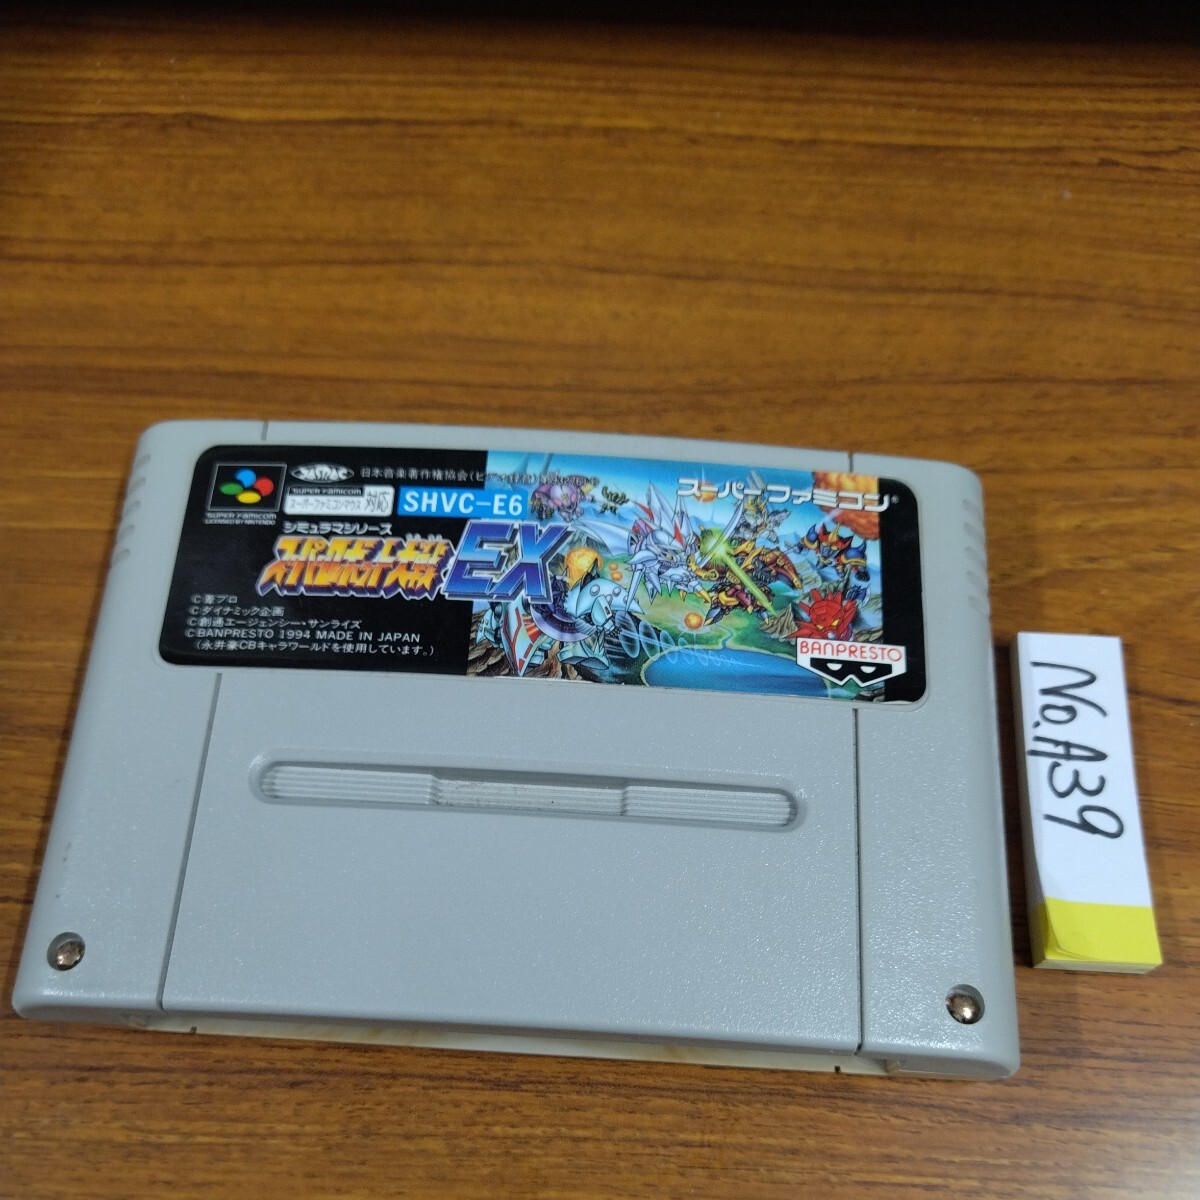 JASRAC
日本音楽著作権協会
SUPER FAMICOM
スーパーファミコンマウス
対応
SHVC-E6
スーパーファミコン®
SUPER FAMICOM
LICENSED BY NINTENDO
シミュラマシリーズ
スーパーロボット大戦
EX
©青プロ
©ダイナミック企画
©創通エージェンシー・サンライズ
©BANPRESTO 1994 MADE IN JAPAN
(永井豪CBキャラワールドを使用しています。)
BANPRESTO
No.A39